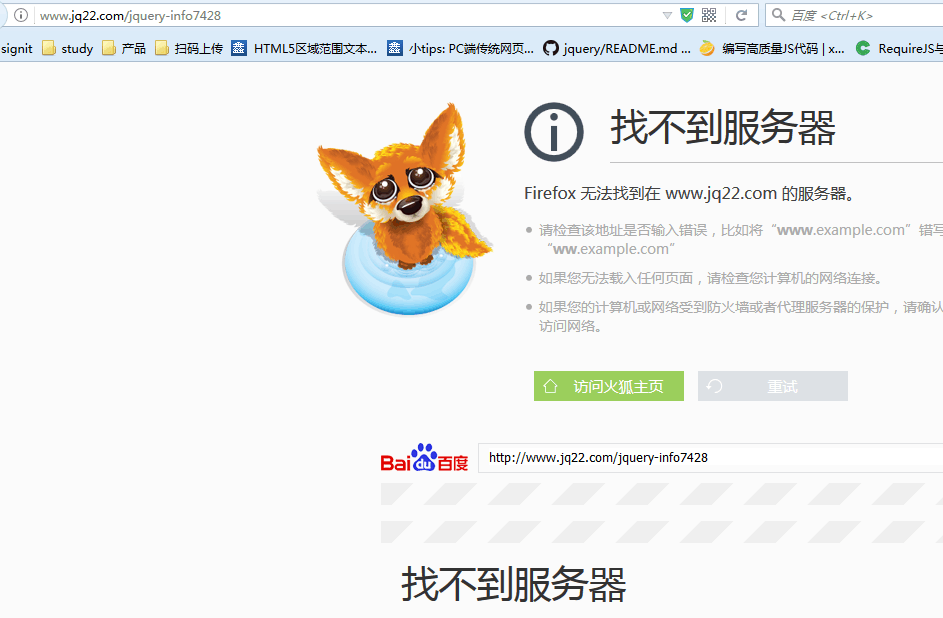 www.jq22.com/jquery-info7428
百度 <Ctrl+K>
signit study 产品 扫码上传 HTML5区域范围文本... 小tips: PC端传统网页... jquery/README.md ... 编写高质量JS代码 | x... RequireJS与
找不到服务器
Firefox 无法找到在 www.jq22.com 的服务器。
请检查该地址是否输入错误，比如将“www.example.com”错写
“ww.example.com”
如果您无法载入任何页面，请检查您计算机的网络连接。
如果您的计算机或网络受到防火墙或者代理服务器的保护，请确认
访问网络。
访问火狐主页 重试
Bai du 百度 http://www.jq22.com/jquery-info7428
找不到服务器